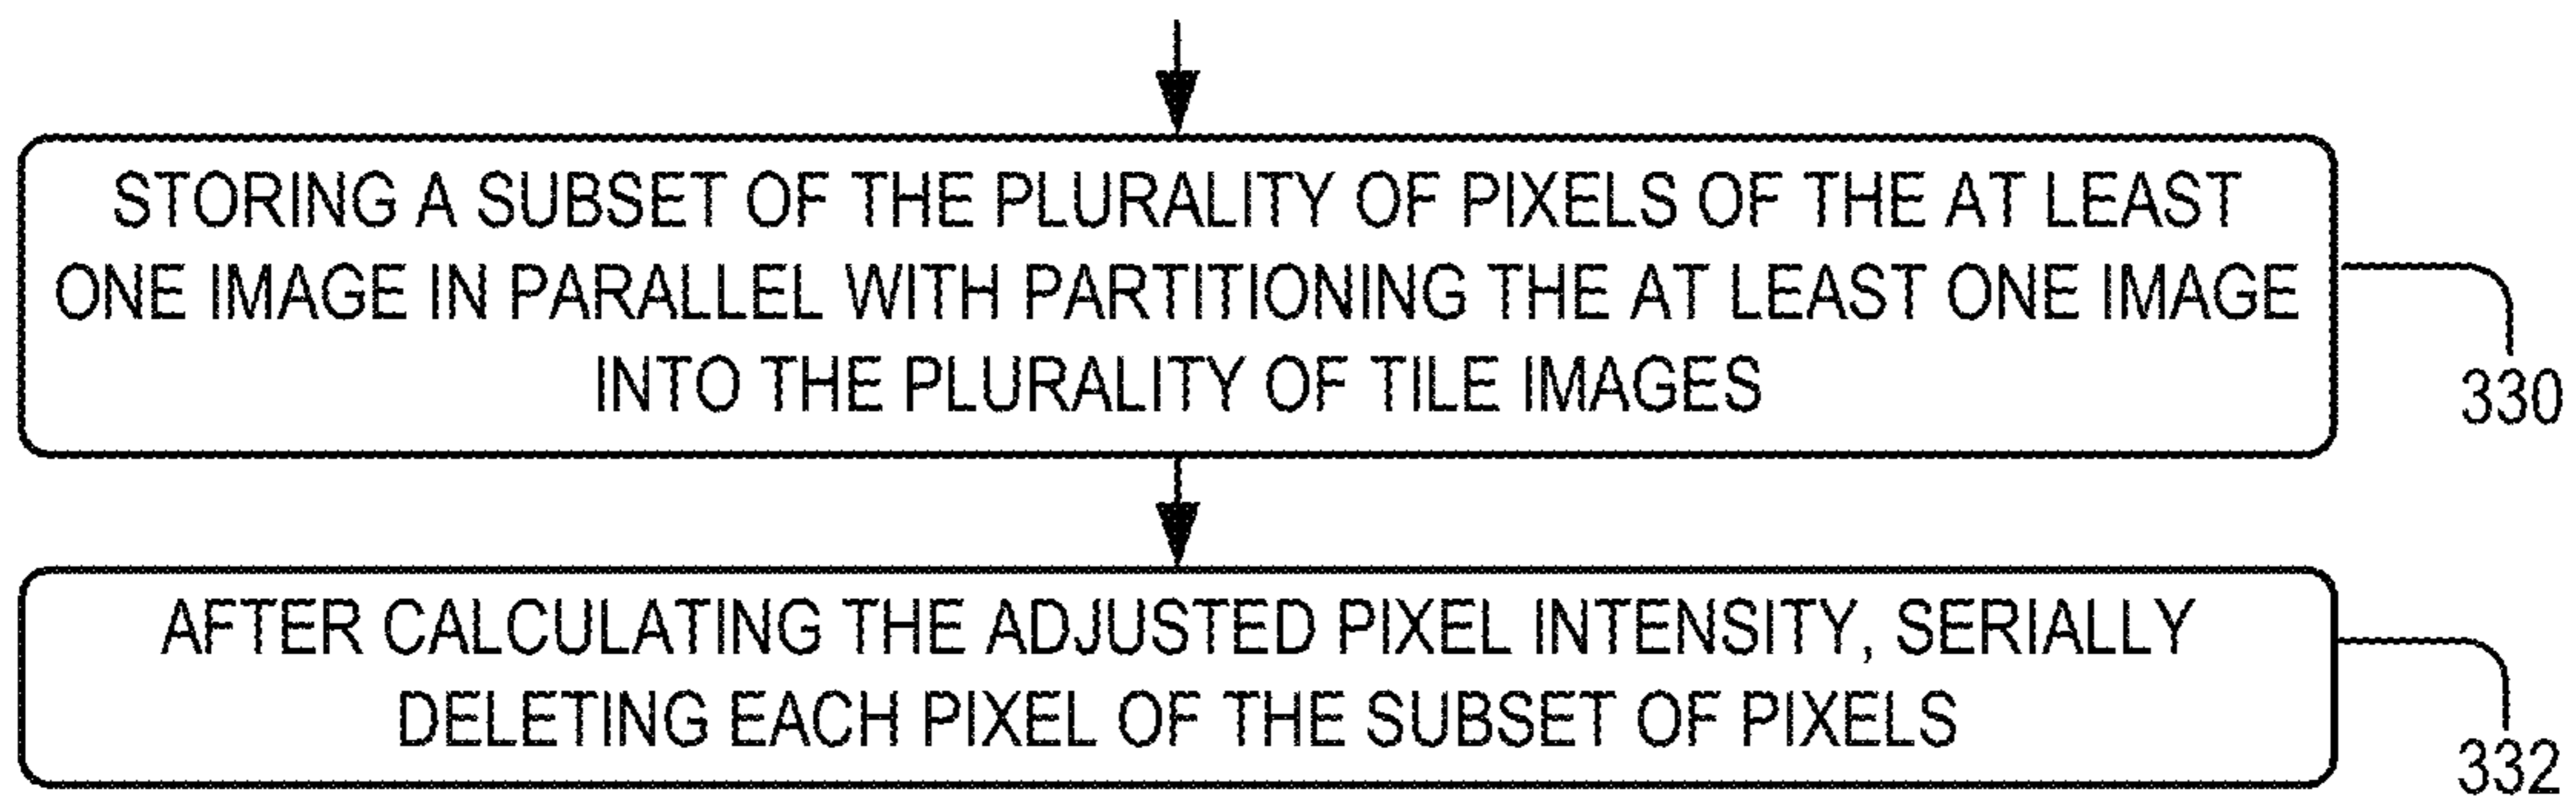 STORING A SUBSET OF THE PLURALITY OF PIXELS OF THE AT LEAST
ONE IMAGE IN PARALLEL WITH PARTITIONING THE AT LEAST ONE IMAGE
INTO THE PLURALITY OF TILE IMAGES
330
AFTER CALCULATING THE ADJUSTED PIXEL INTENSITY, SERIALLY
DELETING EACH PIXEL OF THE SUBSET OF PIXELS
332